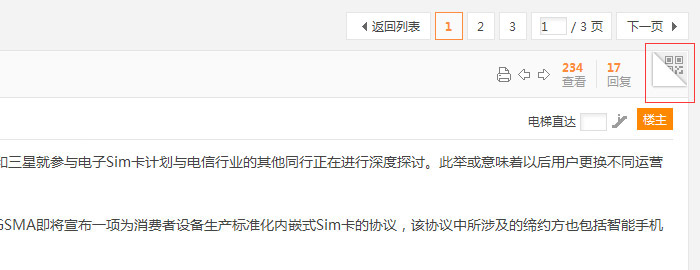 返回列表 1 2 3 1 / 3 页 下一页
234 17
查看 回复
电梯直达 楼主
和三星就参与电子Sim卡计划与电信行业的其他同行正在进行深度探讨。此举或意味着以后用户更换不同运营
GSMA即将宣布一项为消费者设备生产标准化内嵌式Sim卡的协议，该协议中所涉及的缔约方也包括智能手机